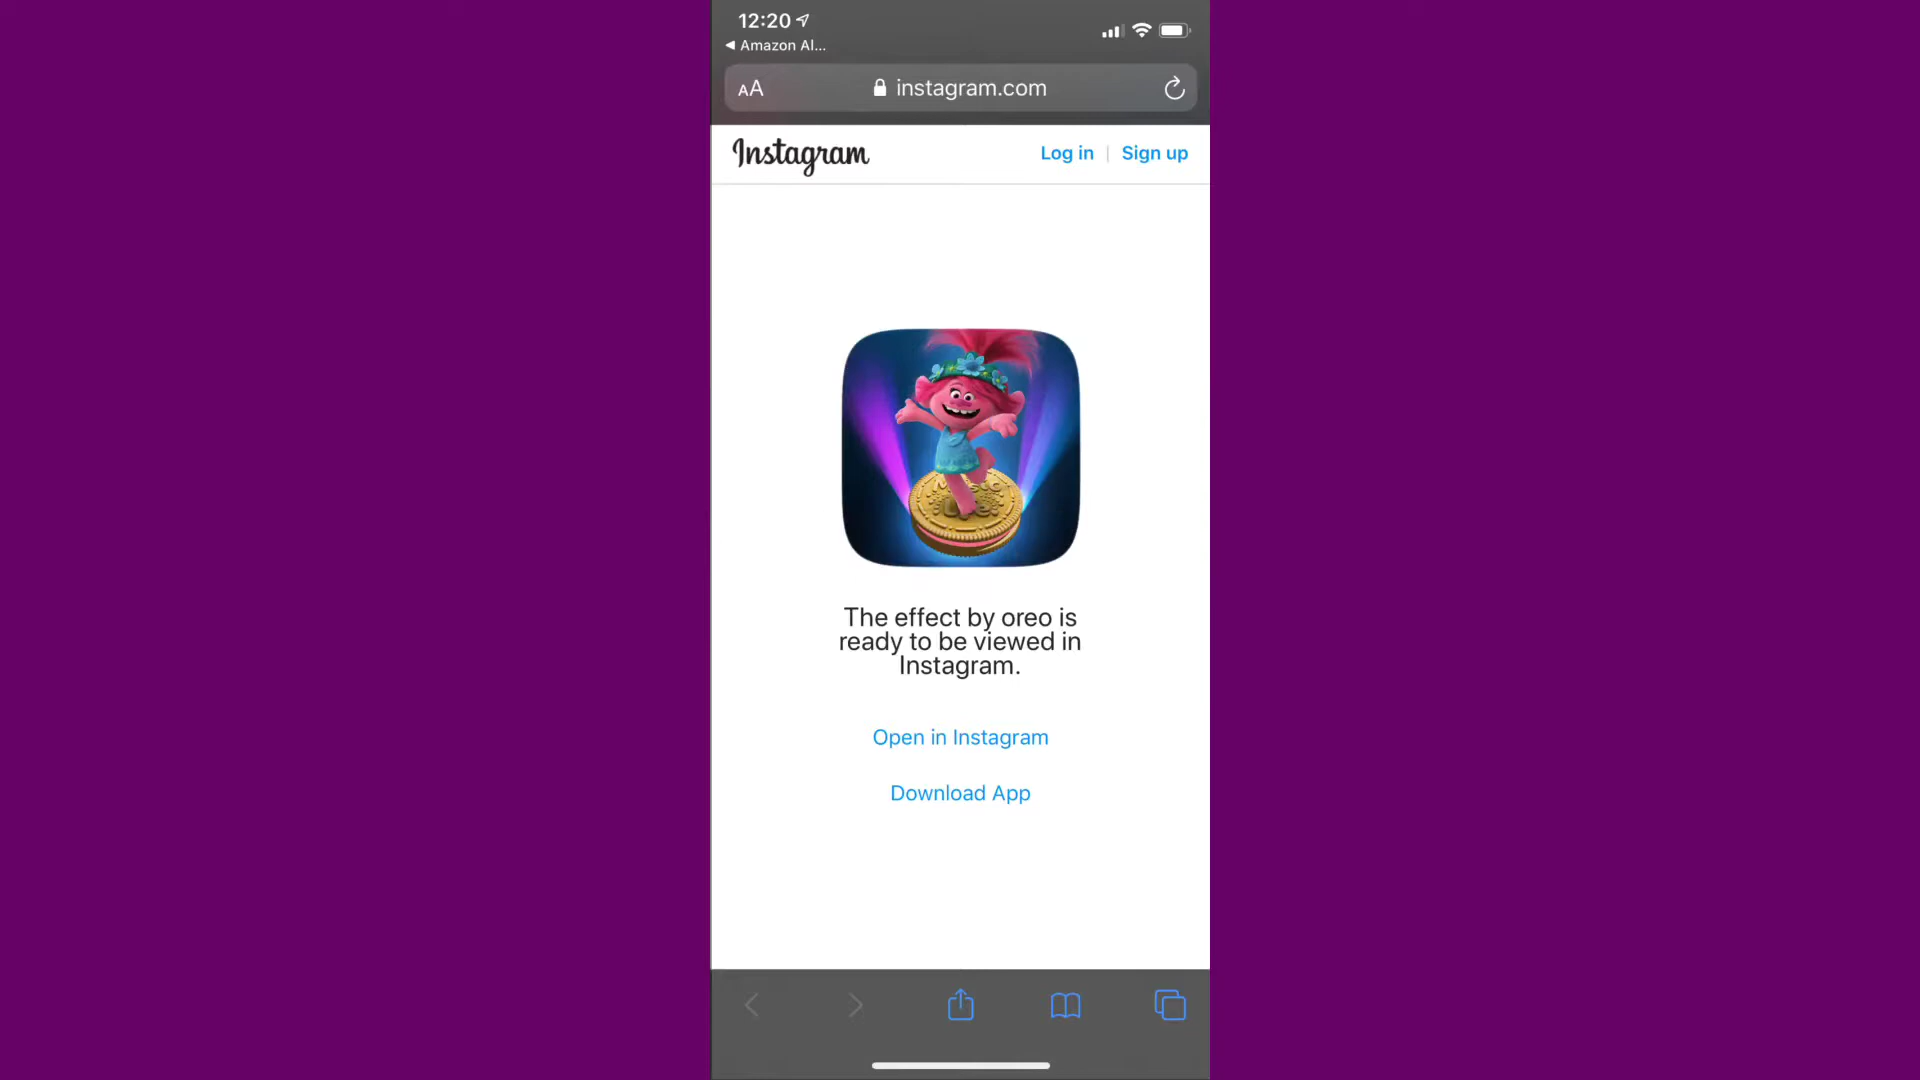 12:20
◀ Amazon Al...
AA
instagram.com
Instagram
Log in | Sign up
MUSIC
The effect by oreo is
ready to be viewed in
Instagram.
Open in Instagram
Download App